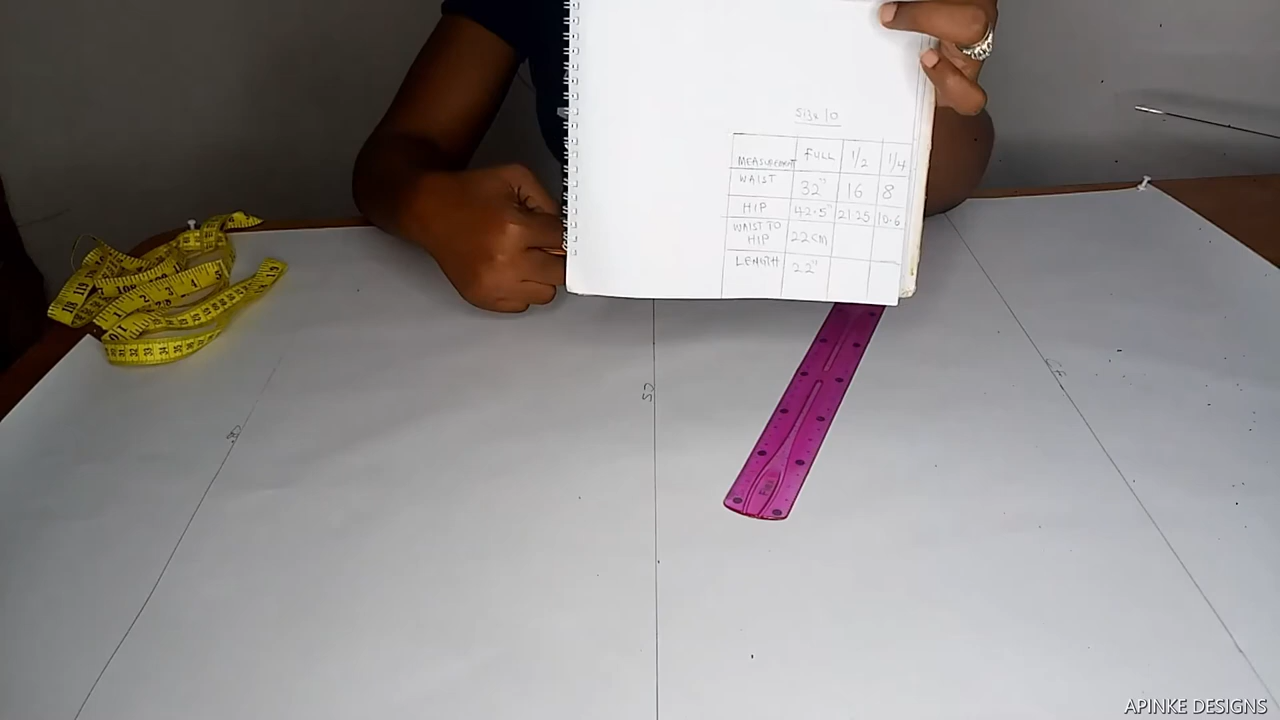 Size 10
MEASUREMENT FULL 1/2 1/4
WAIST 32" 16 8
HIP 42.5" 21.25 10.6
WAIST TO HIP 22CM
LENGTH 22"
CF
APINKE DESIGNS